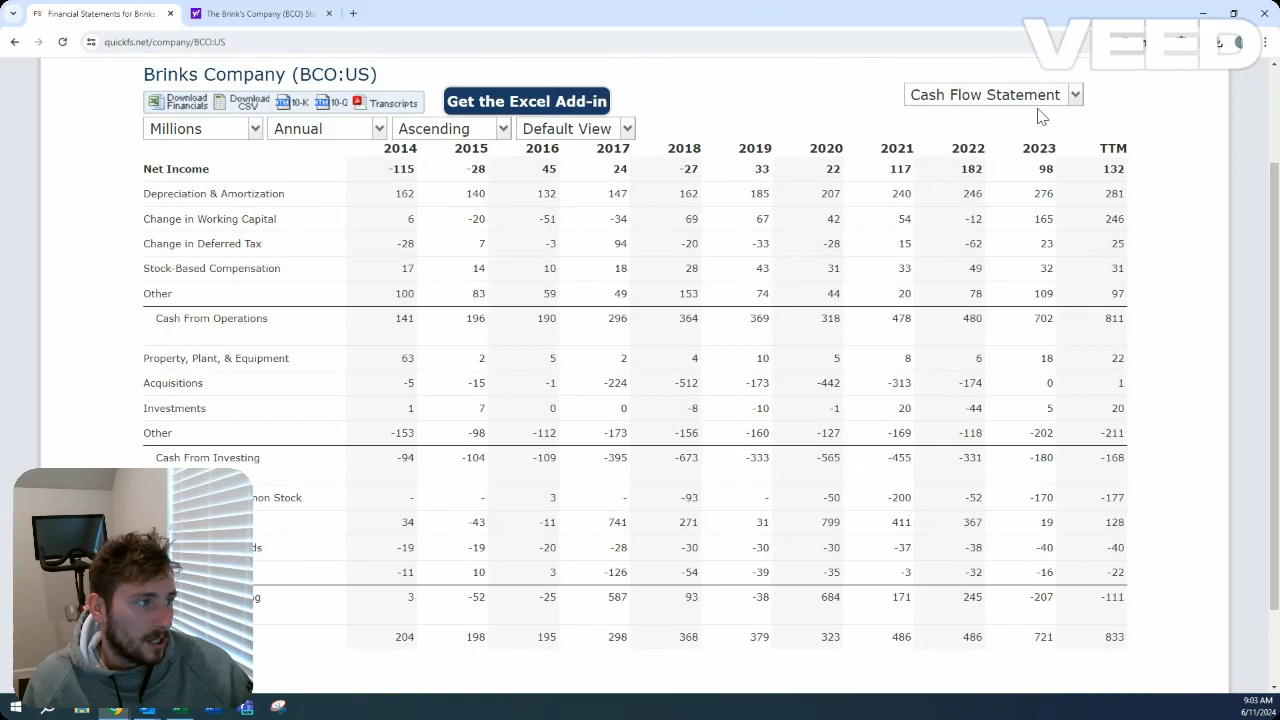 Financial Statements for Brinks
The Brink's Company (BCO) Sto
quickfs.net/company/BCO:US
VEED
Brinks Company (BCO:US)
Download Financials
Download CSV
10-K
10-Q
Transcripts
Get the Excel Add-in
Cash Flow Statement
Millions
Annual
Ascending
Default View
2014 2015 2016 2017 2018 2019 2020 2021 2022 2023 TTM
Net Income -115 -28 45 24 -27 33 22 117 182 98 132
Depreciation & Amortization 162 140 132 147 162 185 207 240 246 276 281
Change in Working Capital 6 -20 -51 -34 69 67 42 54 -12 165 246
Change in Deferred Tax -28 7 -3 94 -20 -33 -28 15 -62 23 25
Stock-Based Compensation 17 14 10 18 28 43 31 33 49 32 31
Other 100 83 59 49 153 74 44 20 78 109 97
Cash From Operations 141 196 190 296 364 369 318 478 480 702 811
Property, Plant, & Equipment 63 2 5 2 4 10 5 8 6 18 22
Acquisitions -5 -15 -1 -224 -512 -173 -442 -313 -174 0 1
Investments 1 7 0 0 -8 -10 -1 20 -44 5 20
Other -153 -98 -112 -173 -156 -160 -127 -169 -118 -202 -211
Cash From Investing -94 -104 -109 -395 -673 -333 -565 -455 -331 -180 -168
Stock - - 3 - -93 - -50 -200 -52 -170 -177
34 -43 -11 741 271 31 799 411 367 19 128
-19 -19 -20 -28 -30 -30 -30 -37 -38 -40 -40
-11 10 3 -126 -54 -39 -35 -3 -32 -16 -22
3 -52 -25 587 93 -38 684 171 245 -207 -111
204 198 195 298 368 379 323 486 486 721 833
9:03 AM
6/11/2024